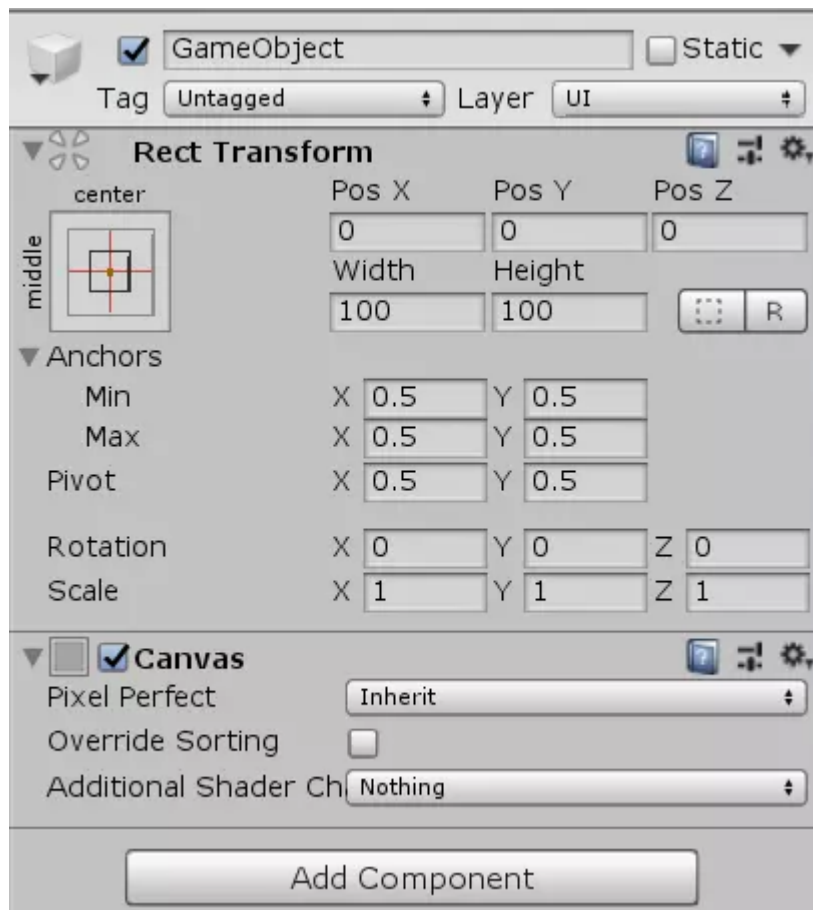 GameObject Static
Tag Untagged Layer UI
Rect Transform
center Pos X Pos Y Pos Z
middle 0 0 0
Width Height
100 100 R
Anchors
Min X 0.5 Y 0.5
Max X 0.5 Y 0.5
Pivot X 0.5 Y 0.5
Rotation X 0 Y 0 Z 0
Scale X 1 Y 1 Z 1
Canvas
Pixel Perfect Inherit
Override Sorting
Additional Shader Ch Nothing
Add Component